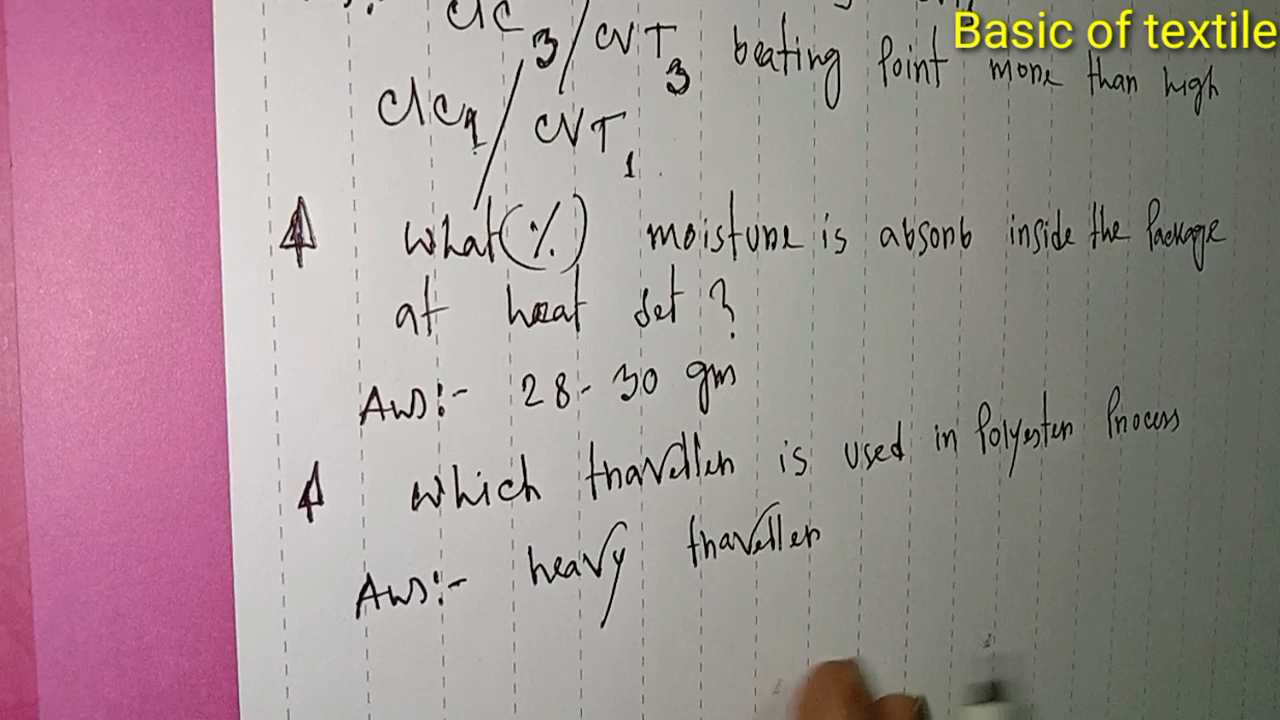 Basic of textile
3/CVT3 beating Point more than high
CVT1
What(%) moisture is absorb inside the Package
at heat set?
Ans:- 28-30 gm
which traveller is used in Polyester Process
Ans:- heavy traveller